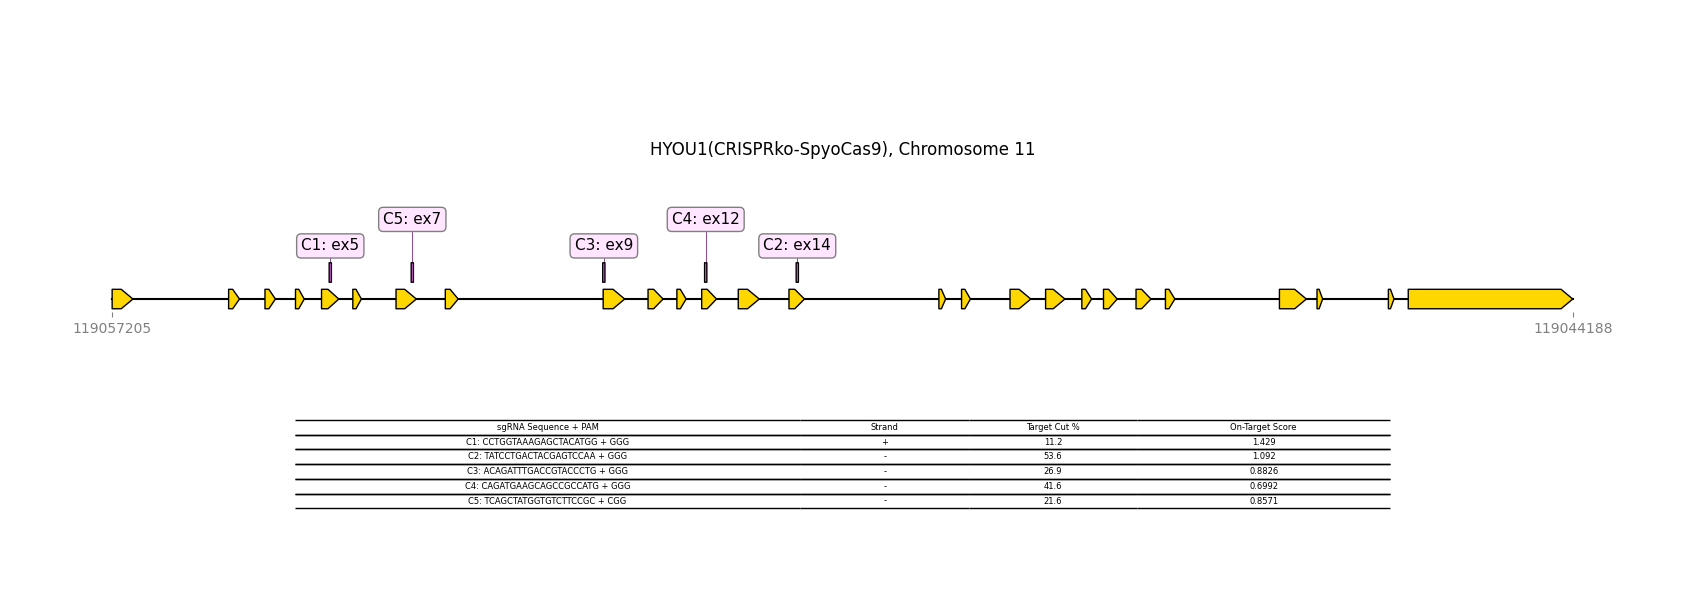 HYOU1(CRISPRko-SpyoCas9), Chromosome 11
C5: ex7 C4: ex12
C1: ex5 C3: ex9 C2: ex14
119057205 119044188
sgRNA Sequence + PAM Strand Target Cut % On-Target Score
C1: CCTGGTAAAGAGCTACATGG + GGG + 11.2 1.429
C2: TATCCTGACTACGAGTCCAA + GGG - 53.6 1.092
C3: ACAGATTTGACCGTACCCTG + GGG - 26.9 0.8826
C4: CAGATGAAGCAGCCGCCATG + GGG - 41.6 0.6992
C5: TCAGCTATGGTGTCTTCCGC + CGG - 21.6 0.8571